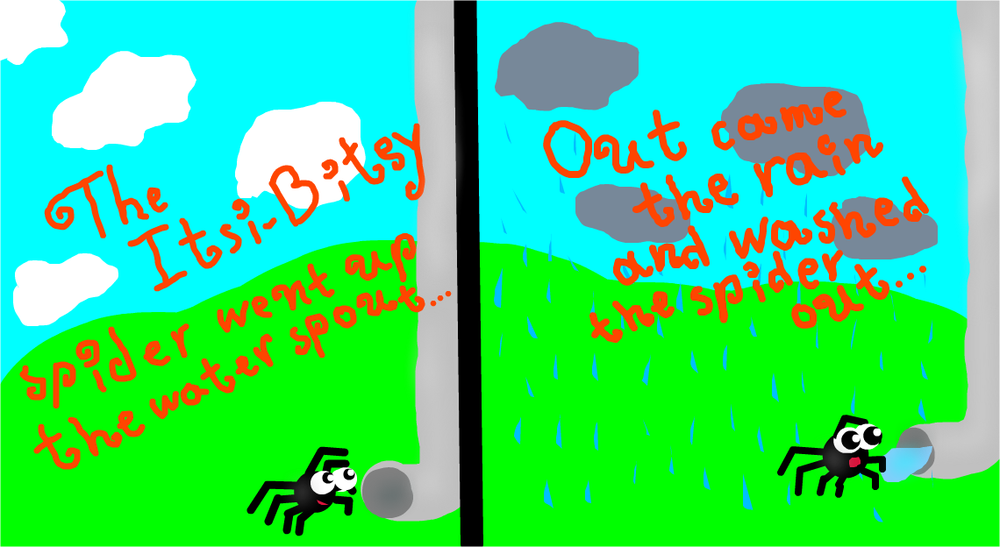 The
Itsi-Bitsy
spider went up
the water spout...
Out came
the rain
and washed
the spider
out...